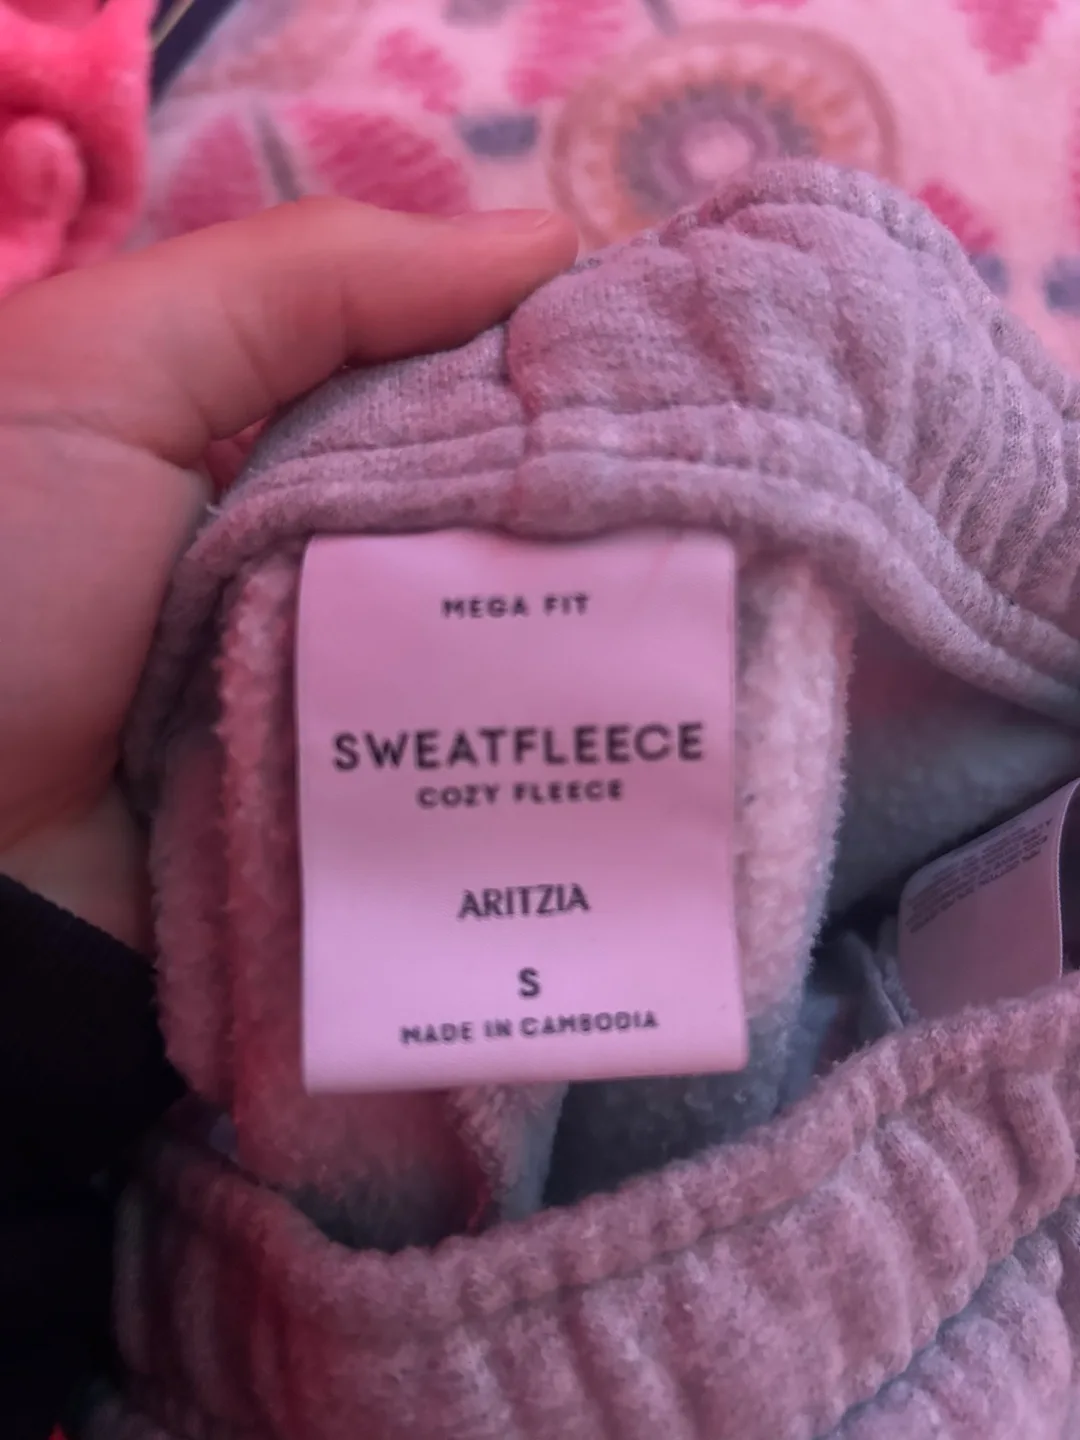 MEGA FIT
SWEATFLEECE
COZY FLEECE
ARITZIA
S
MADE IN CAMBODIA